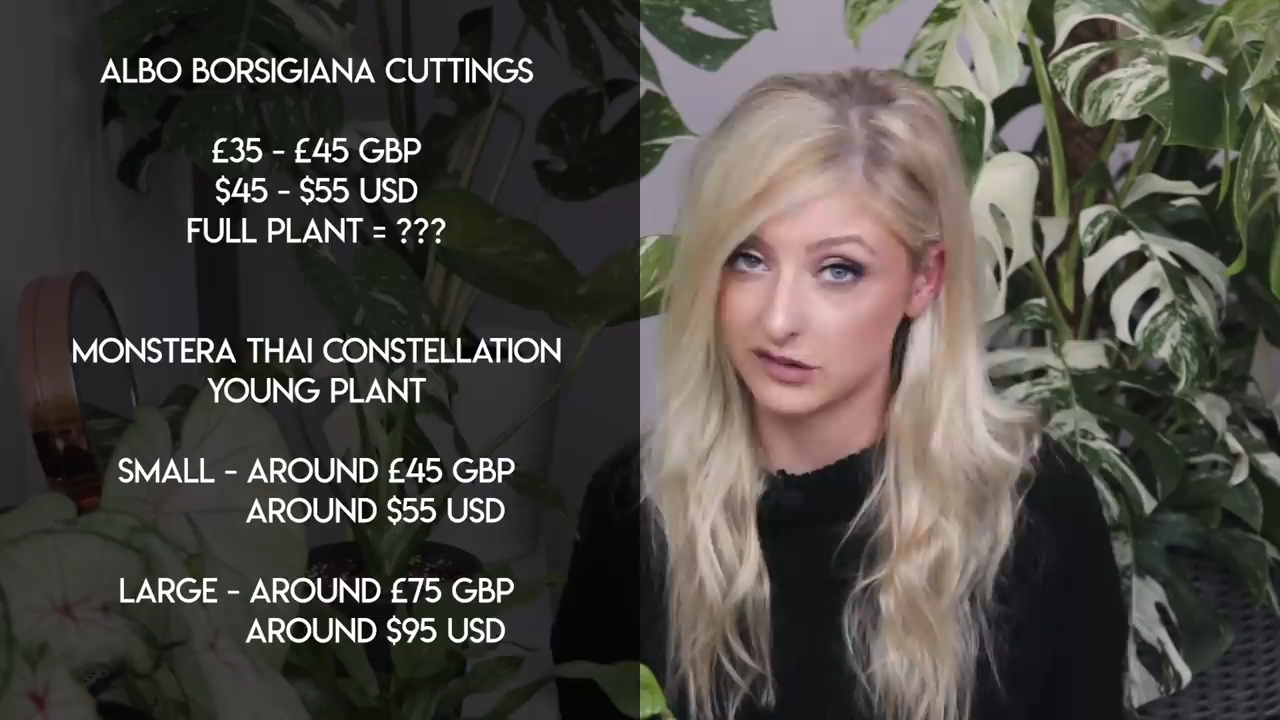 ALBO BORSIGIANA CUTTINGS
£35 - £45 GBP
$45 - $55 USD
FULL PLANT = ???
MONSTERA THAI CONSTELLATION
YOUNG PLANT
SMALL - AROUND £45 GBP
AROUND $55 USD
LARGE - AROUND £75 GBP
AROUND $95 USD